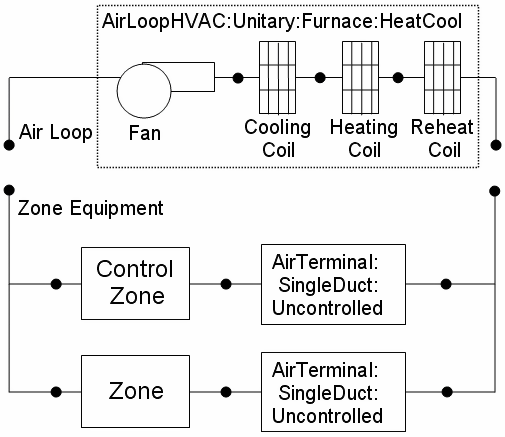 AirLoopHVAC:Unitary:Furnace:HeatCool
Air Loop
Fan
Cooling
Coil
Heating
Coil
Reheat
Coil
Zone Equipment
Control
Zone
AirTerminal:
SingleDuct:
Uncontrolled
Zone
AirTerminal:
SingleDuct:
Uncontrolled